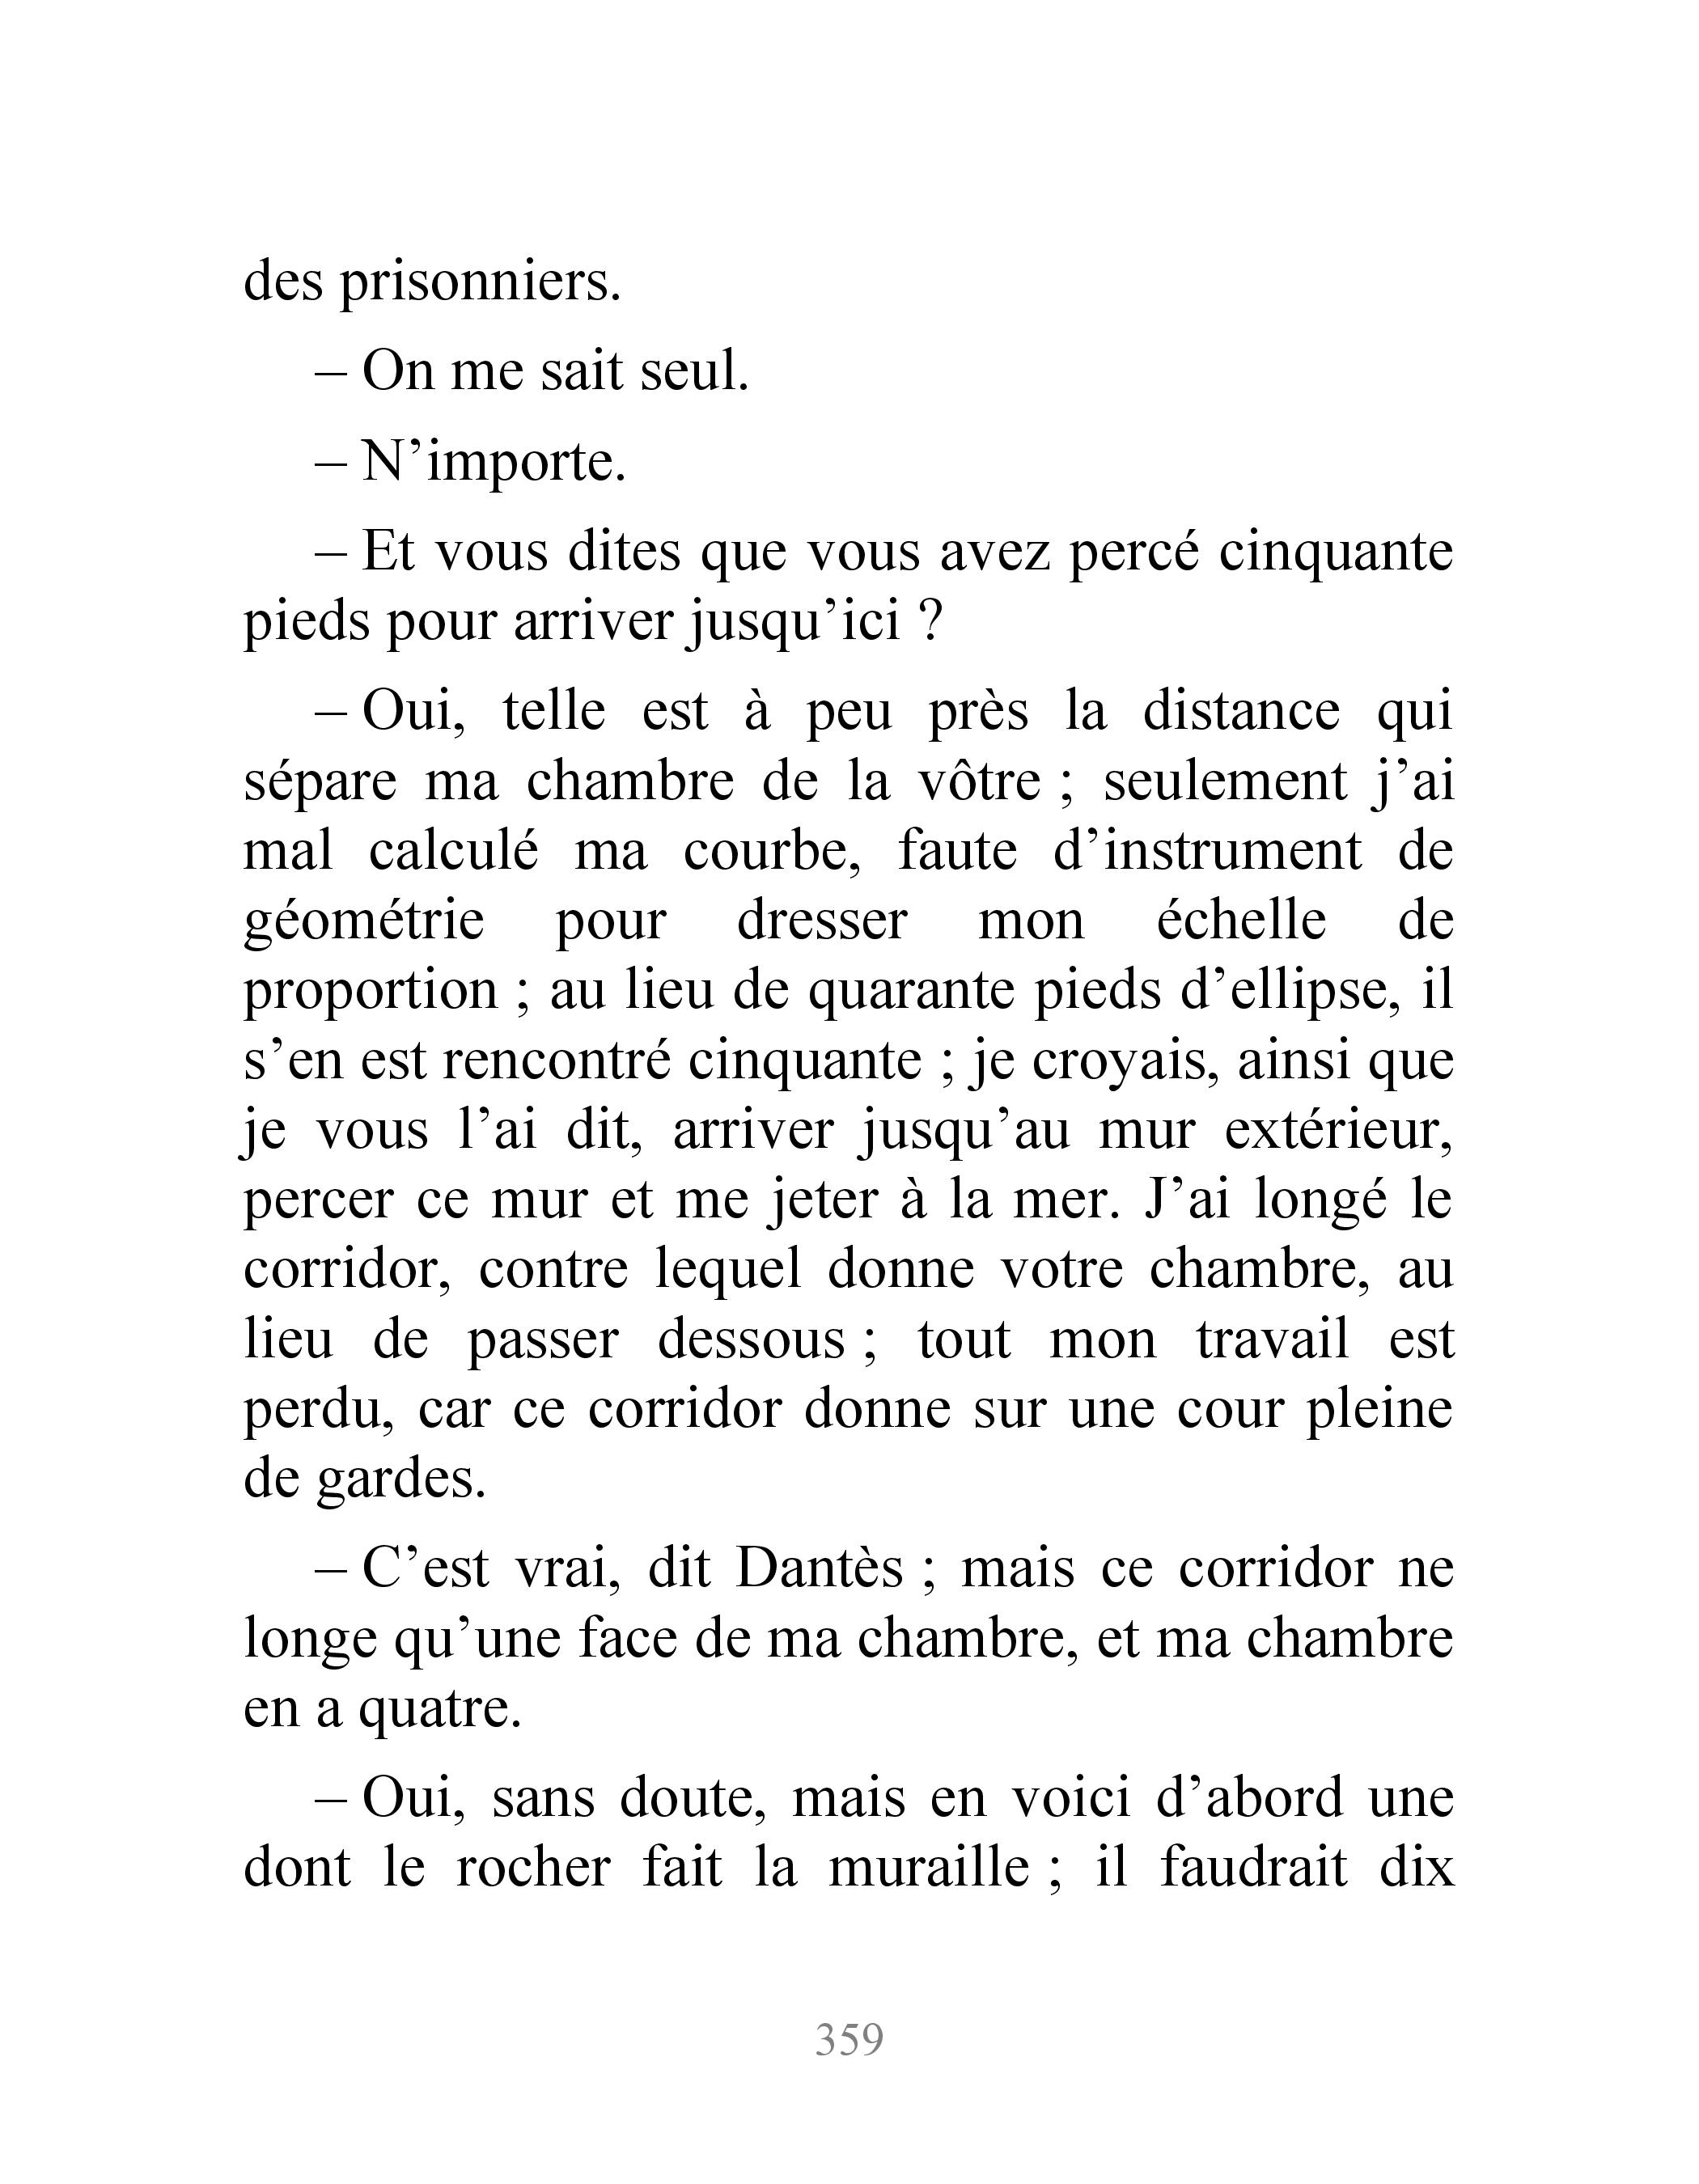 des prisonniers.
– On me sait seul.
– N’importe.
– Et vous dites que vous avez percé cinquante
pieds pour arriver jusqu’ici ?
– Oui, telle est à peu près la distance qui
sépare ma chambre de la vôtre ; seulement j’ai
mal calculé ma courbe, faute d’instrument de
géométrie pour dresser mon échelle de
proportion ; au lieu de quarante pieds d’ellipse, il
s’en est rencontré cinquante ; je croyais, ainsi que
je vous l’ai dit, arriver jusqu’au mur extérieur,
percer ce mur et me jeter à la mer. J’ai longé le
corridor, contre lequel donne votre chambre, au
lieu de passer dessous ; tout mon travail est
perdu, car ce corridor donne sur une cour pleine
de gardes.
– C’est vrai, dit Dantès ; mais ce corridor ne
longe qu’une face de ma chambre, et ma chambre
en a quatre.
– Oui, sans doute, mais en voici d’abord une
dont le rocher fait la muraille ; il faudrait dix
359